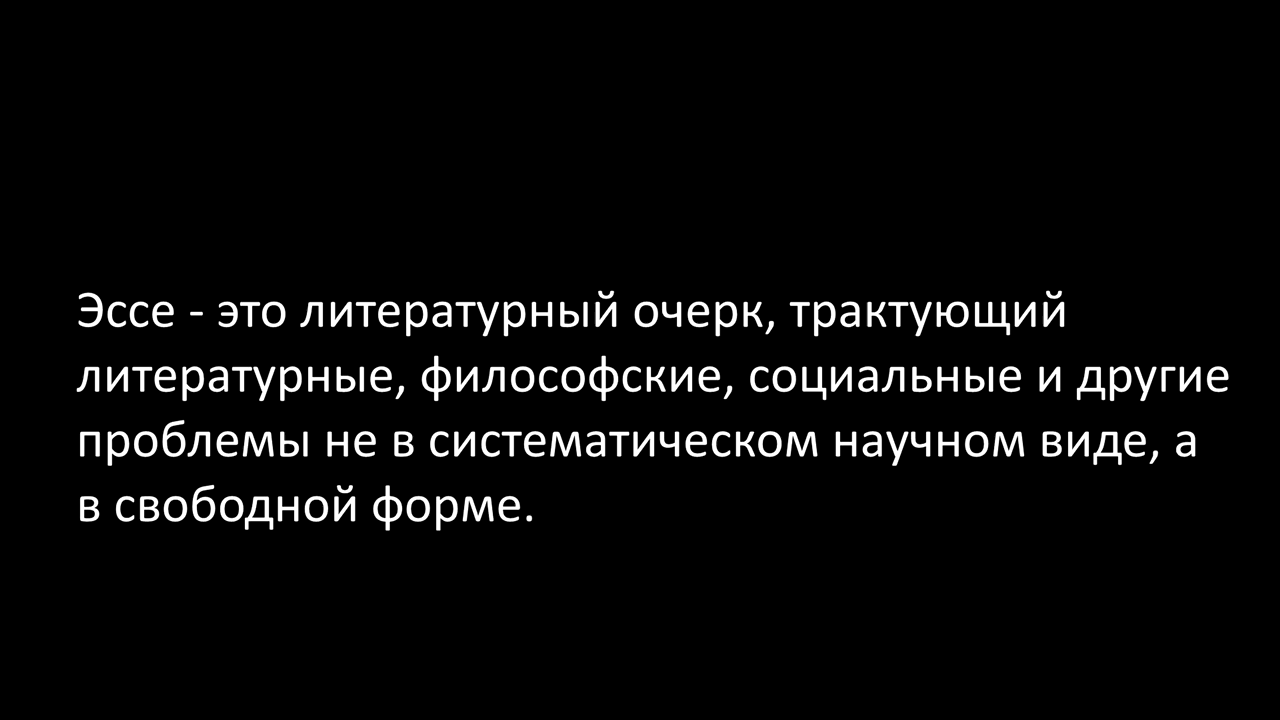 Эссе - это литературный очерк, трактующий
литературные, философские, социальные и другие
проблемы не в систематическом научном виде, а
в свободной форме.